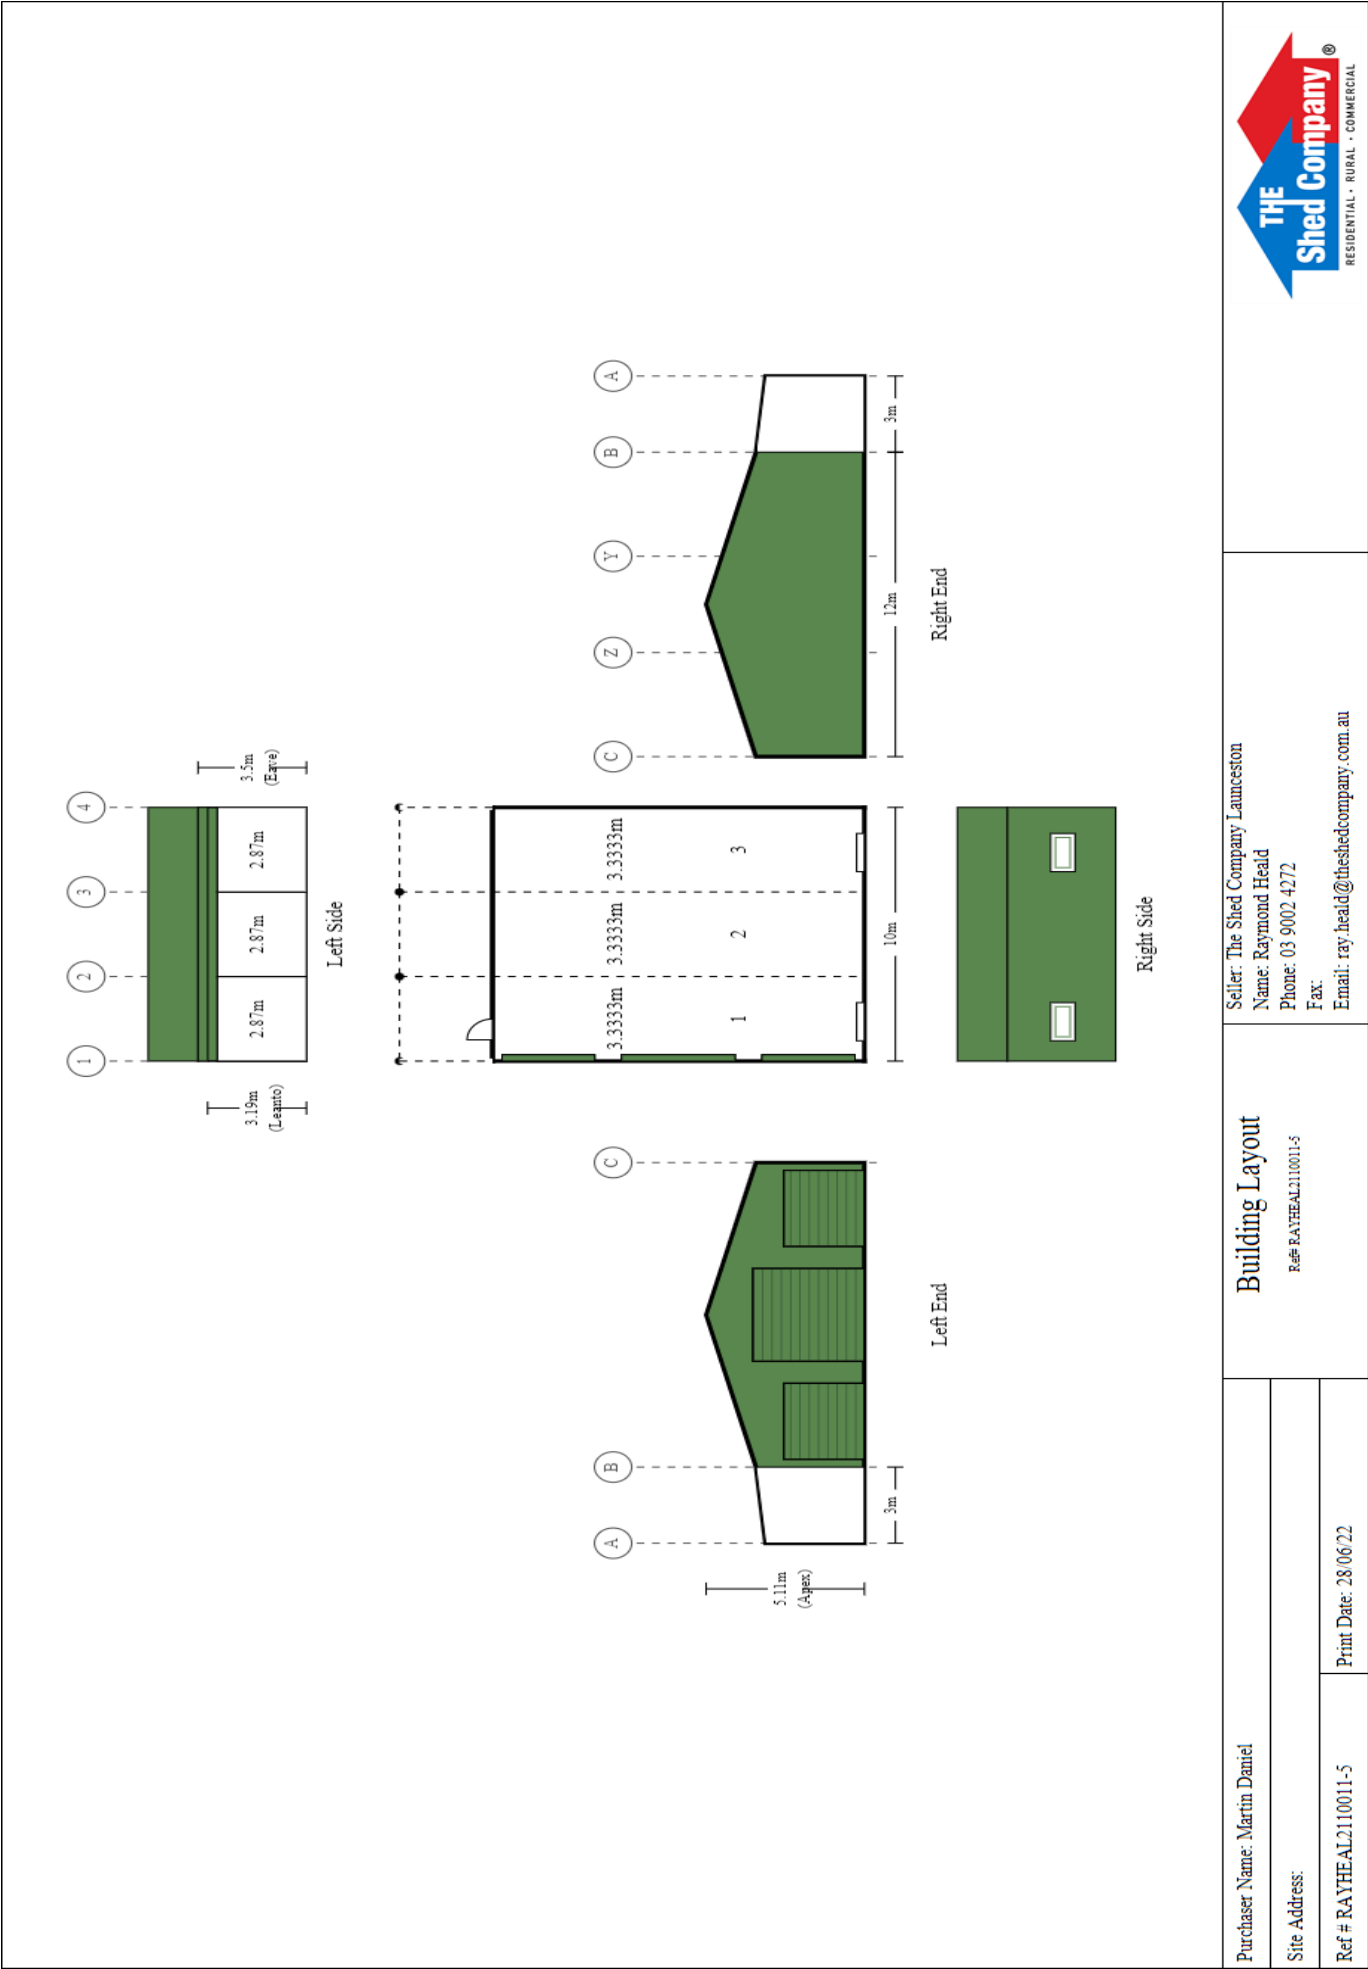 1
2
3
4
3.19m
(Leanto)
2.87m
2.87m
2.87m
3.5m
(Eave)
Left Side
A
B
C
5.11m
(Apex)
3m
Left End
3.3333m
3.3333m
3.3333m
1
2
3
10m
C
Z
Y
B
A
12m
3m
Right End
Right Side
Purchaser Name: Martin Daniel
Site Address:
Ref # RAYHEAL2110011-5
Print Date: 28/06/22
Building Layout
Ref# RAYHEAL2110011-5
Seller: The Shed Company Launceston
Name: Raymond Heald
Phone: 03 9002 4272
Fax:
Email: ray.heald@theshedcompany.com.au
THE
Shed Company ®
RESIDENTIAL • RURAL • COMMERCIAL